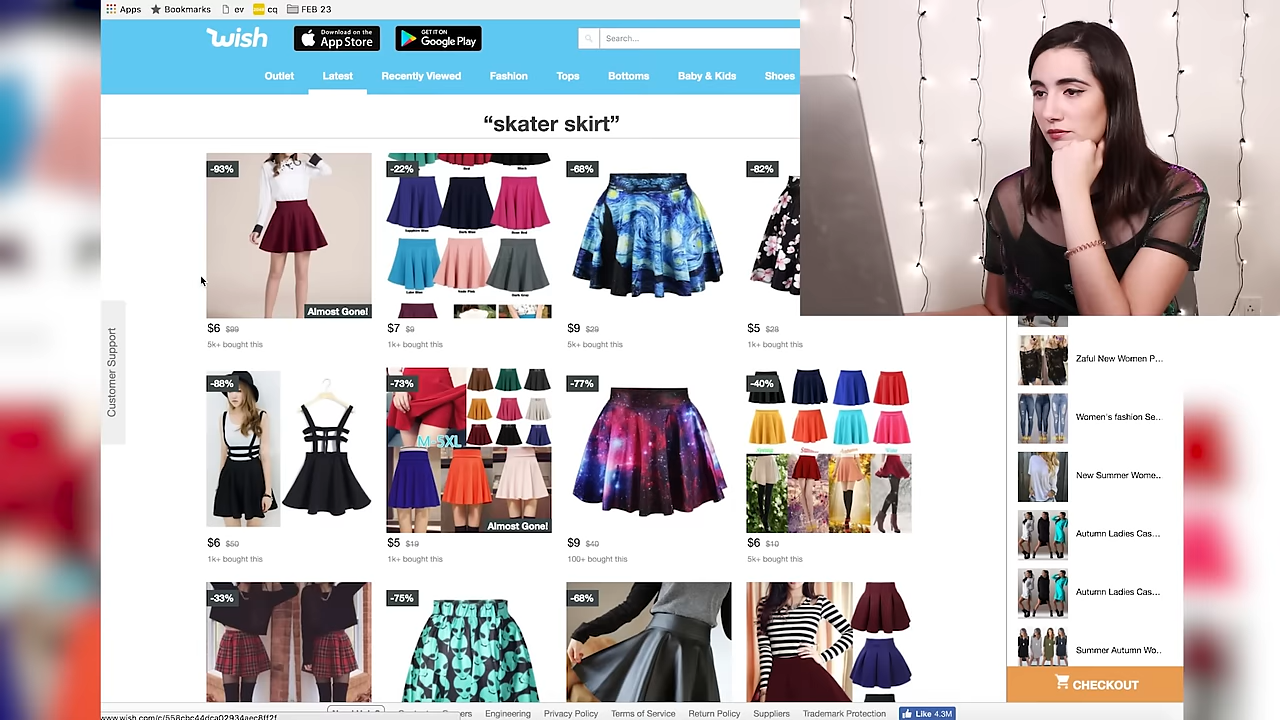 Apps Bookmarks ev cq FEB 23
wish Download on the App Store GET IT ON Google Play Search...
Outlet Latest Recently Viewed Fashion Tops Bottoms Baby & Kids Shoes
“skater skirt”
-93% -22% -68% -82%
Almost Gone!
$6 $99 $7 $9 $9 $29 $5 $28
5k+ bought this 1k+ bought this 5k+ bought this 1k+ bought this
Customer Support
Zaful New Women P...
-88% -73% -77% -40%
Women's fashion Se...
M-5XL
New Summer Wome...
Almost Gone!
Autumn Ladies Cas...
$6 $50 $5 $19 $9 $40 $6 $10
1k+ bought this 1k+ bought this 100+ bought this 5k+ bought this
Autumn Ladies Cas...
-33% -75% -68%
Summer Autumn Wo...
CHECKOUT
Engineering Privacy Policy Terms of Service Return Policy Suppliers Trademark Protection Like 4.3M